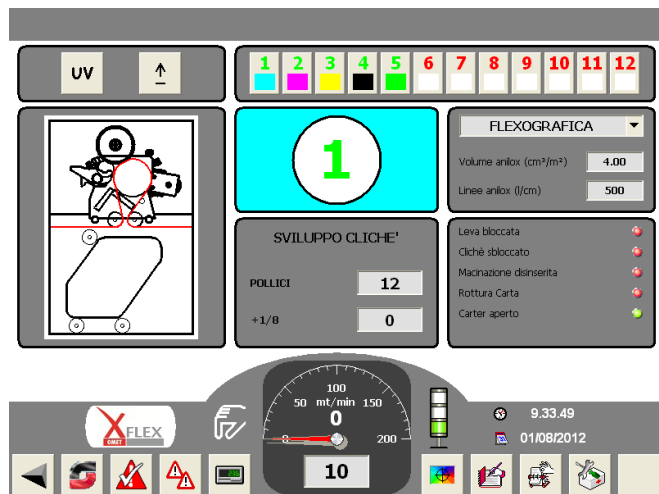 UV
1 2 3 4 5 6 7 8 9 10 11 12
1
FLEXOGRAFICA
Volume anilox (cm³/m²) 4.00
Linee anilox (l/cm) 500
SVILUPPO CLICHE'
POLLICI 12
+1/8 0
Leva bloccata
Clichè sbloccato
Macinazione disinserita
Rottura Carta
Carter aperto
100
50 mt/min 150
0
0 200
10
XFLEX
OMET
9.33.49
01/08/2012